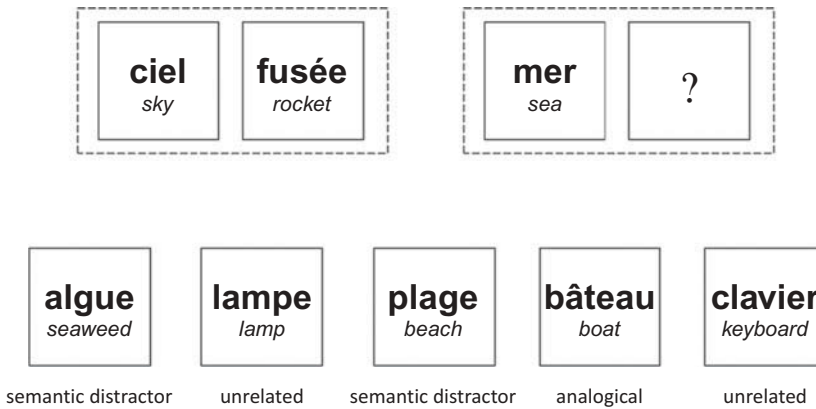 ciel fusée mer ?
sky rocket sea
algue lampe plage bâteau clavier
seaweed lamp beach boat keyboard
semantic distractor unrelated semantic distractor analogical unrelated